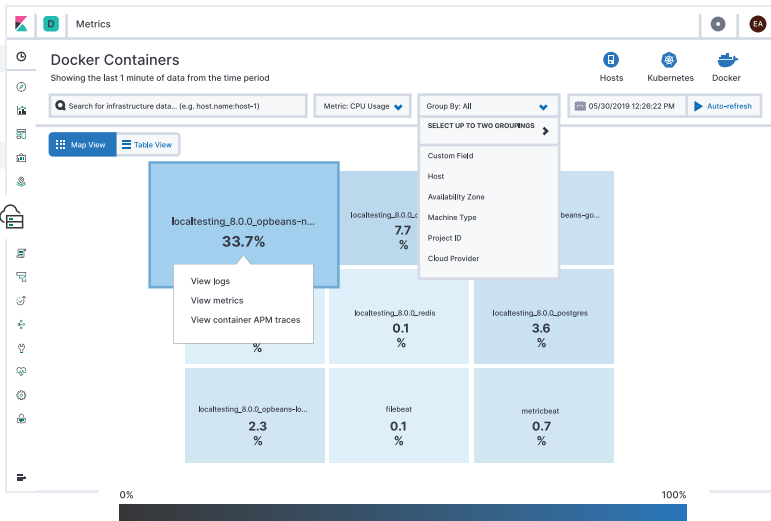 D Metrics
EA
Docker Containers
Showing the last 1 minute of data from the time period
Hosts
Kubernetes
Docker
Search for infrastructure data... (e.g. host.name:host-1)
Metric: CPU Usage
Group By: All
05/30/2019 12:26:22 PM
Auto-refresh
SELECT UP TO TWO GROUPINGS
Custom Field
Host
Availability Zone
Machine Type
Project ID
Cloud Provider
Map View
Table View
localtesting_8.0.0_opbeans-n...
33.7%
localtesting_8.0.0_
7.7
%
beans-go...
View logs
View metrics
View container APM traces
%
localtesting_8.0.0_redis
0.1
%
localtesting_8.0.0_postgres
3.6
%
localtesting_8.0.0_opbeans-lo...
2.3
%
filebeat
0.1
%
metricbeat
0.7
%
0%
100%